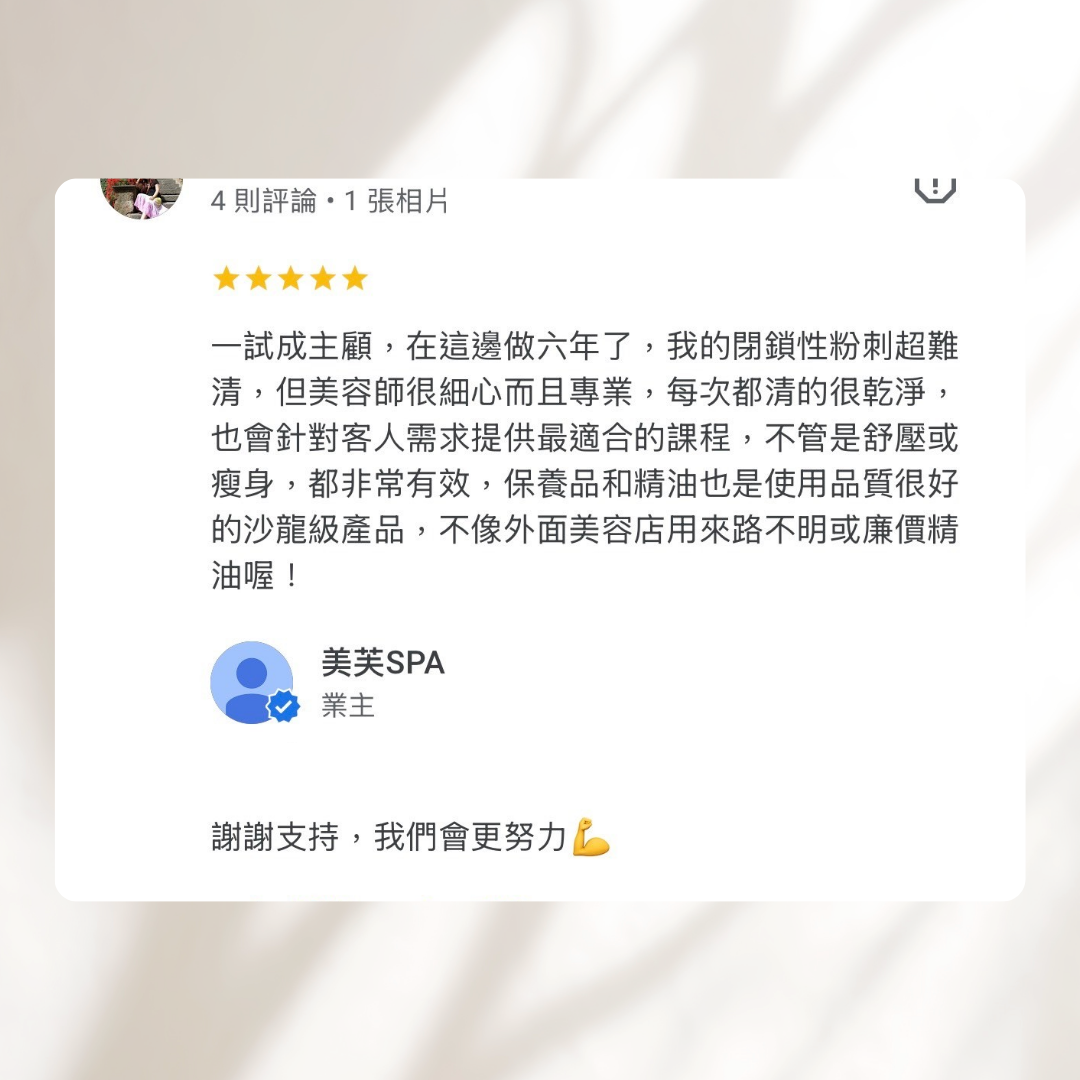 4 則評論・1 張相片
一試成主顧，在這邊做六年了，我的閉鎖性粉刺超難
清，但美容師很細心而且專業，每次都清的很乾淨，
也會針對客人需求提供最適合的課程，不管是舒壓或
瘦身，都非常有效，保養品和精油也是使用品質很好
的沙龍級產品，不像外面美容店用來路不明或廉價精
油喔！
美芙SPA
業主
謝謝支持，我們會更努力💪